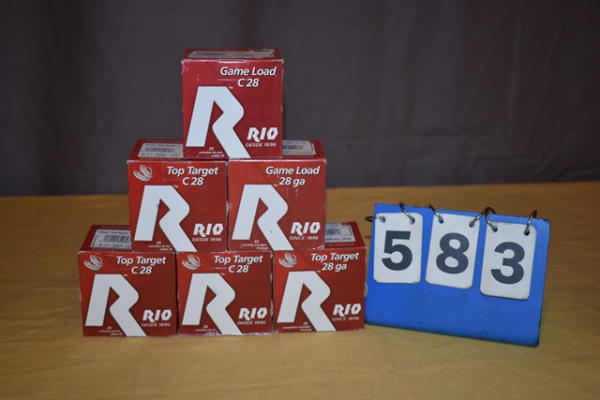 Game Load
C 28
RIO
DESDE 1896
Top Target
C 28
RIO
DESDE 1896
Game Load
28 ga
RIO
SINCE 1896
Top Target
C 28
RIO
DESDE 1896
Top Target
C 28
RIO
DESDE 1896
Top Target
28 ga
RIO
SINCE 1896
583